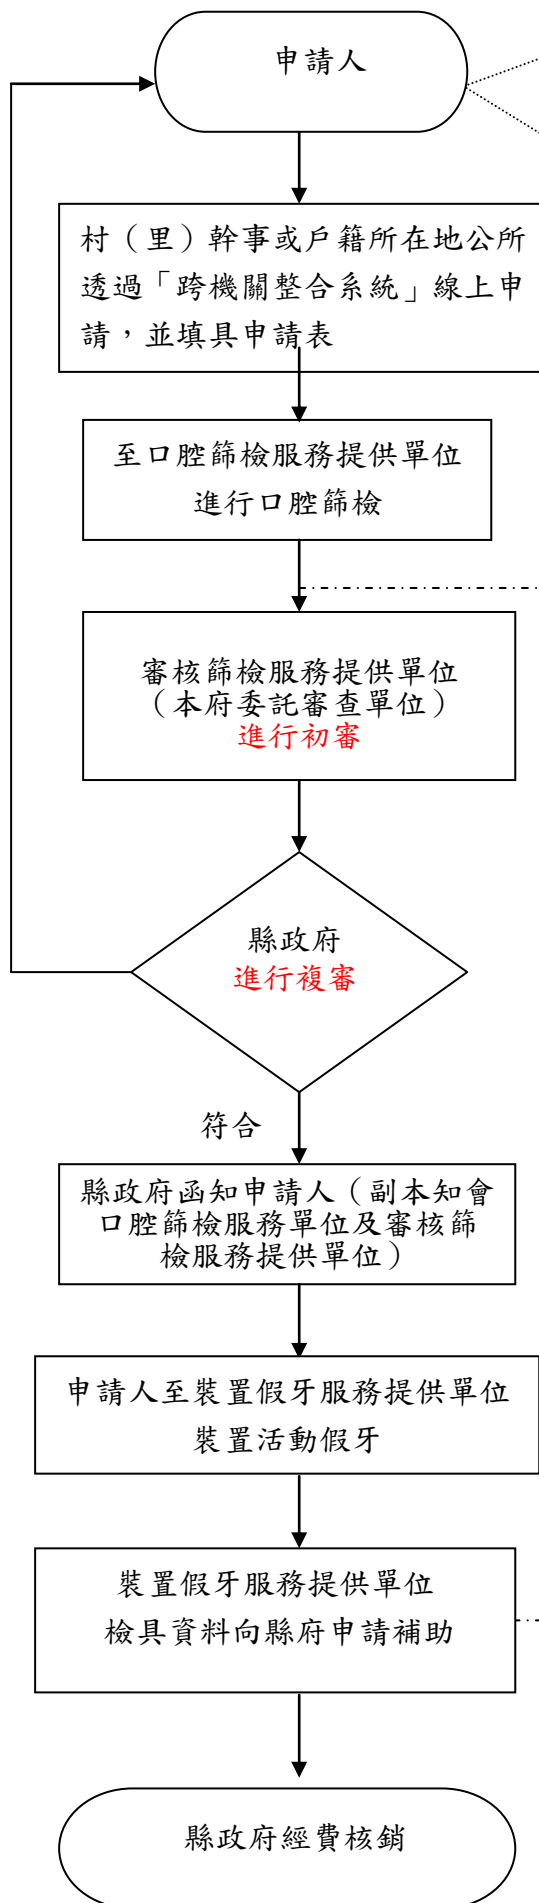 申請人
村（里）幹事或戶籍所在地公所
透過「跨機關整合系統」線上申
請，並填具申請表
至口腔篩檢服務提供單位
進行口腔篩檢
審核篩檢服務提供單位
（本府委託審查單位）
進行初審
縣政府
進行複審
符合
縣政府函知申請人（副本知會
口腔篩檢服務單位及審核篩
檢服務提供單位）
申請人至裝置假牙服務提供單位
裝置活動假牙
裝置假牙服務提供單位
檢具資料向縣府申請補助
縣政府經費核銷